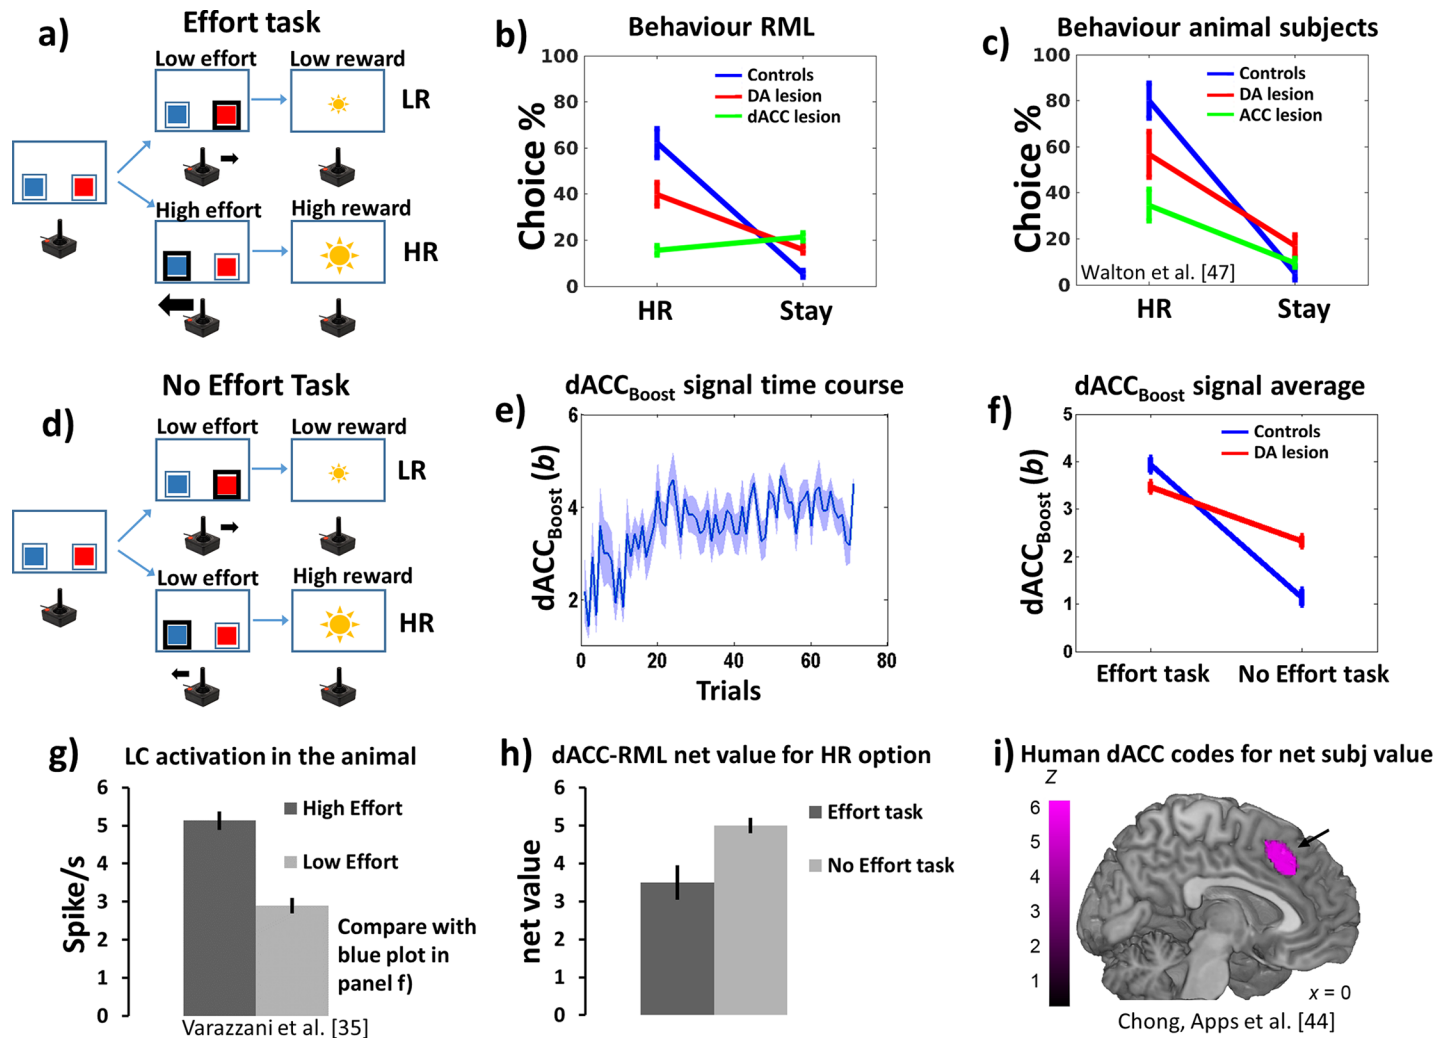 a)
Effort task
Low effort
Low reward
LR
High effort
High reward
HR
b)
Behaviour RML
Choice %
100
80
60
40
20
0
Controls
DA lesion
dACC lesion
HR
Stay
c)
Behaviour animal subjects
Choice %
100
80
60
40
20
0
Controls
DA lesion
ACC lesion
Walton et al. [47]
HR
Stay
No Effort Task
d)
Low effort
Low reward
LR
Low effort
High reward
HR
e)
dACCBoost signal time course
dACCBoost (b)
6
4
2
0
20
40
60
80
Trials
f)
dACCBoost signal average
dACCBoost (b)
5
4
3
2
1
0
Controls
DA lesion
Effort task
No Effort task
g)
LC activation in the animal
Spike/s
6
5
4
3
2
1
0
High Effort
Low Effort
Compare with
blue plot in
panel f)
Varazzani et al. [35]
h)
dACC-RML net value for HR option
net value
6
5
4
3
2
1
0
Effort task
No Effort task
i)
Human dACC codes for net subj value
Z
6
5
4
3
2
1
x = 0
Chong, Apps et al. [44]